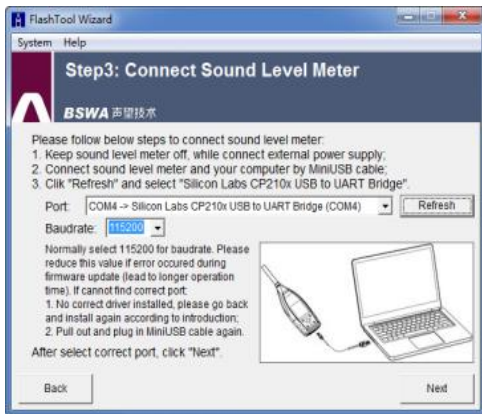 FlashTool Wizard
System Help
Step3: Connect Sound Level Meter
BSWA 声望技术
Please follow below steps to connect sound level meter:
1. Keep sound level meter off, while connect external power supply;
2. Connect sound level meter and your computer by MiniUSB cable;
3. Clik "Refresh" and select "Silicon Labs CP210x USB to UART Bridge".
Port: COM4 -> Silicon Labs CP210x USB to UART Bridge (COM4) Refresh
Baudrate: 115200
Normally select 115200 for baudrate. Please
reduce this value if error occured during
firmware update (lead to longer operation
time). If cannot find correct port:
1. No correct driver installed, please go back
and install again according to introduction;
2. Pull out and plug in MiniUSB cable again.
After select correct port, click "Next".
Back Next